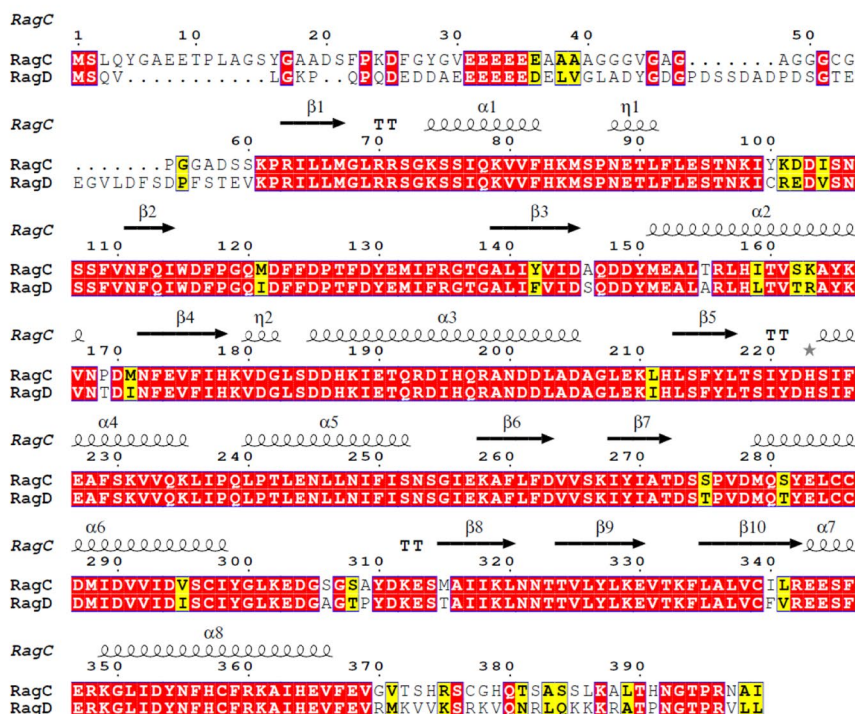 RagC
1 10 20 30 40 50
RagC MSLQYGAEETPLAGSYGAADSFPKDFGYGVEEEEEEAAAAGGGVGAG.......AGGGCG
RagD MSQV...........LGKP..QPQDEDDAEEEEEEDELVGLADYGDGPDSSDADPDSGTE
RagC β1 TT α1 η1
60 70 80 90 100
RagC .......PGGADSSKPRILLMGLRRSGKSSIQKVVFHKMSPNETLFLESTNKIYKDDISN
RagD EGVLDFSDPFSTEVKPRILLMGLRRSGKSSIQKVVFHKMSPNETLFLESTNKICREDVSN
RagC β2 β3 α2
110 120 130 140 150 160
RagC SSFVNFQIWDFPGQMDFFDPTFDYEMIFRGTGALIYVIDAQDDYMEALTRLHITVSKAYK
RagD SSFVNFQIWDFPGQIDFFDPTFDYEMIFRGTGALIFVIDSQDDYMEALARLHLTVTRAYK
RagC β4 η2 α3 β5 TT
170 180 190 200 210 220 ★
RagC VNPDMNFEVFIHKVDGLSDDHKIETQRDIHQRANDDLADAGLEKLHLSFYLTSIYDHSIF
RagD VNTDINFEVFIHKVDGLSDDHKIETQRDIHQRANDDLADAGLEKIHLSFYLTSIYDHSIF
RagC α4 α5 β6 β7
230 240 250 260 270 280
RagC EAFSKVVQKLIPQLPTLENLLNIFISNSGIEKAFLFDVVSKIYIATDSSPVDMQSYELCC
RagD EAFSKVVQKLIPQLPTLENLLNIFISNSGIEKAFLFDVVSKIYIATDSTPVDMQTYELCC
RagC α6 TT β8 β9 β10 α7
290 300 310 320 330 340
RagC DMIDVVIDVSCIYGLKEDGSGSAYDKESMAIIKLNNTTVLYLKEVTKFLALVCILREESF
RagD DMIDVVIDISCIYGLKEDGAGTPYDKESTAIIKLNNTTVLYLKEVTKFLALVCFVREESF
RagC α8
350 360 370 380 390
RagC ERKGLIDYNFHCFRKAIHEVFEVGVTSHRSCGHQTSASSLKALTHNGTPRNAI
RagD ERKGLIDYNFHCFRKAIHEVFEVRMKVVKSRKVQNRLQKKKRATPNGTPRVLL